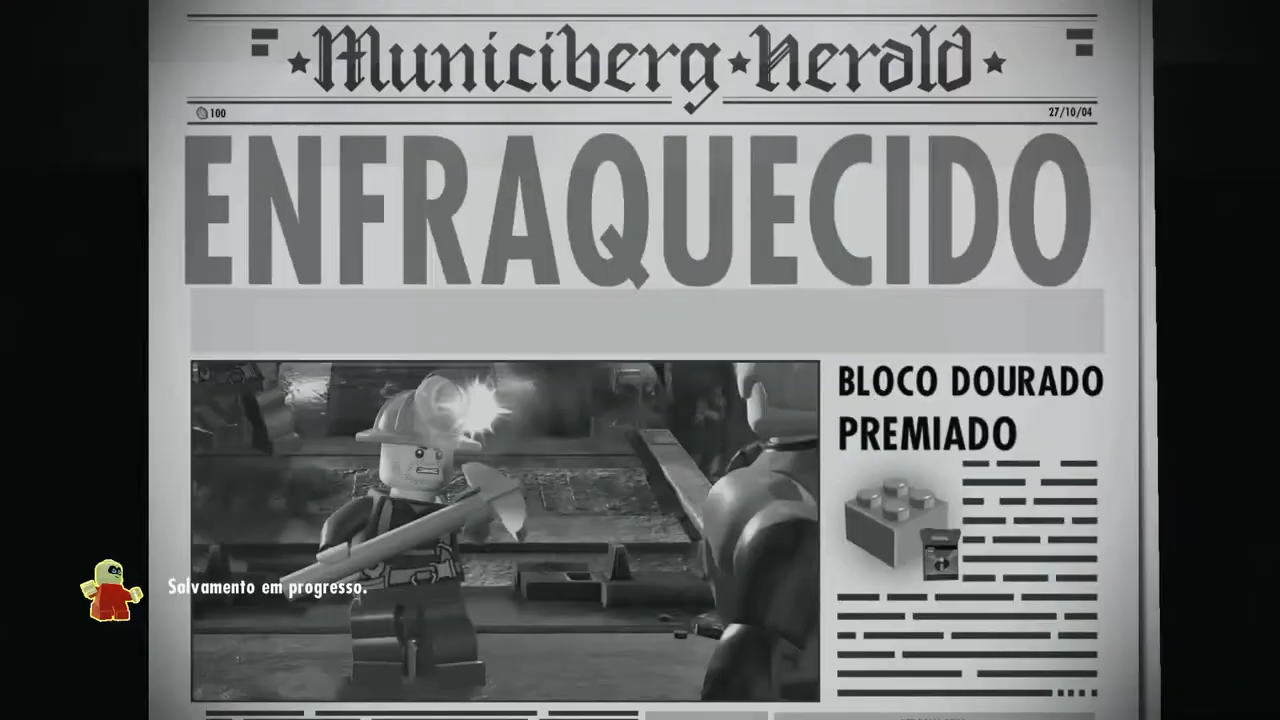 Municiberg Herald
100
27/10/04
ENFRAQUECIDO
BLOCO DOURADO
PREMIADO
Salvamento em progresso.